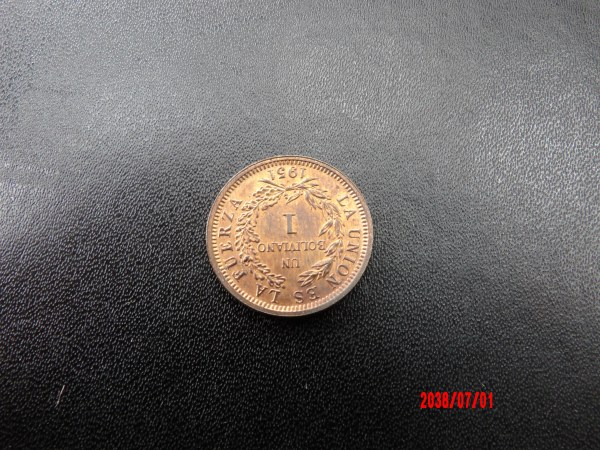 LA UNION ES LA FUERZA
UN
BOLIVIANO
1
1951
2038/07/01